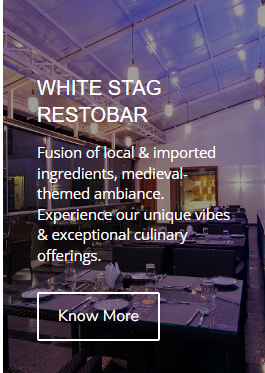 WHITE STAG
RESTOBAR
Fusion of local & imported
ingredients, medieval-
themed ambiance.
Experience our unique vibes
& exceptional culinary
offerings.
Know More